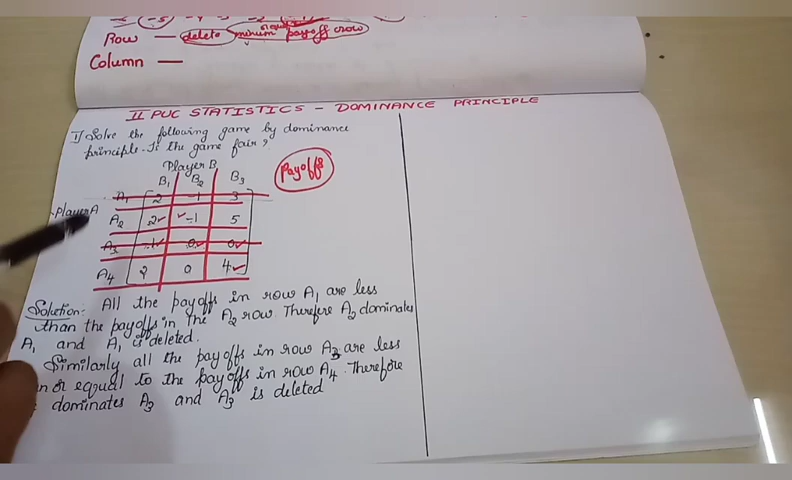 Row — delete minimum payoff (row)
Column —
II PUC STATISTICS - DOMINANCE PRINCIPLE
1) Solve the following game by dominance
principle. Is the game fair?
Player B
Payoffs
B1 B2 B3
A1 2 -1 3
Player A
A2 2 -1 5
A3 -1 0 0
A4 2 0 4
Solution:- All the payoffs in row A1 are less
than the payoffs in the A2 row. Therefore A2 dominates
A1 and A1 is deleted.
Similarly all the payoffs in row A3 are less
or equal to the payoffs in row A4. Therefore
dominates A3 and A3 is deleted